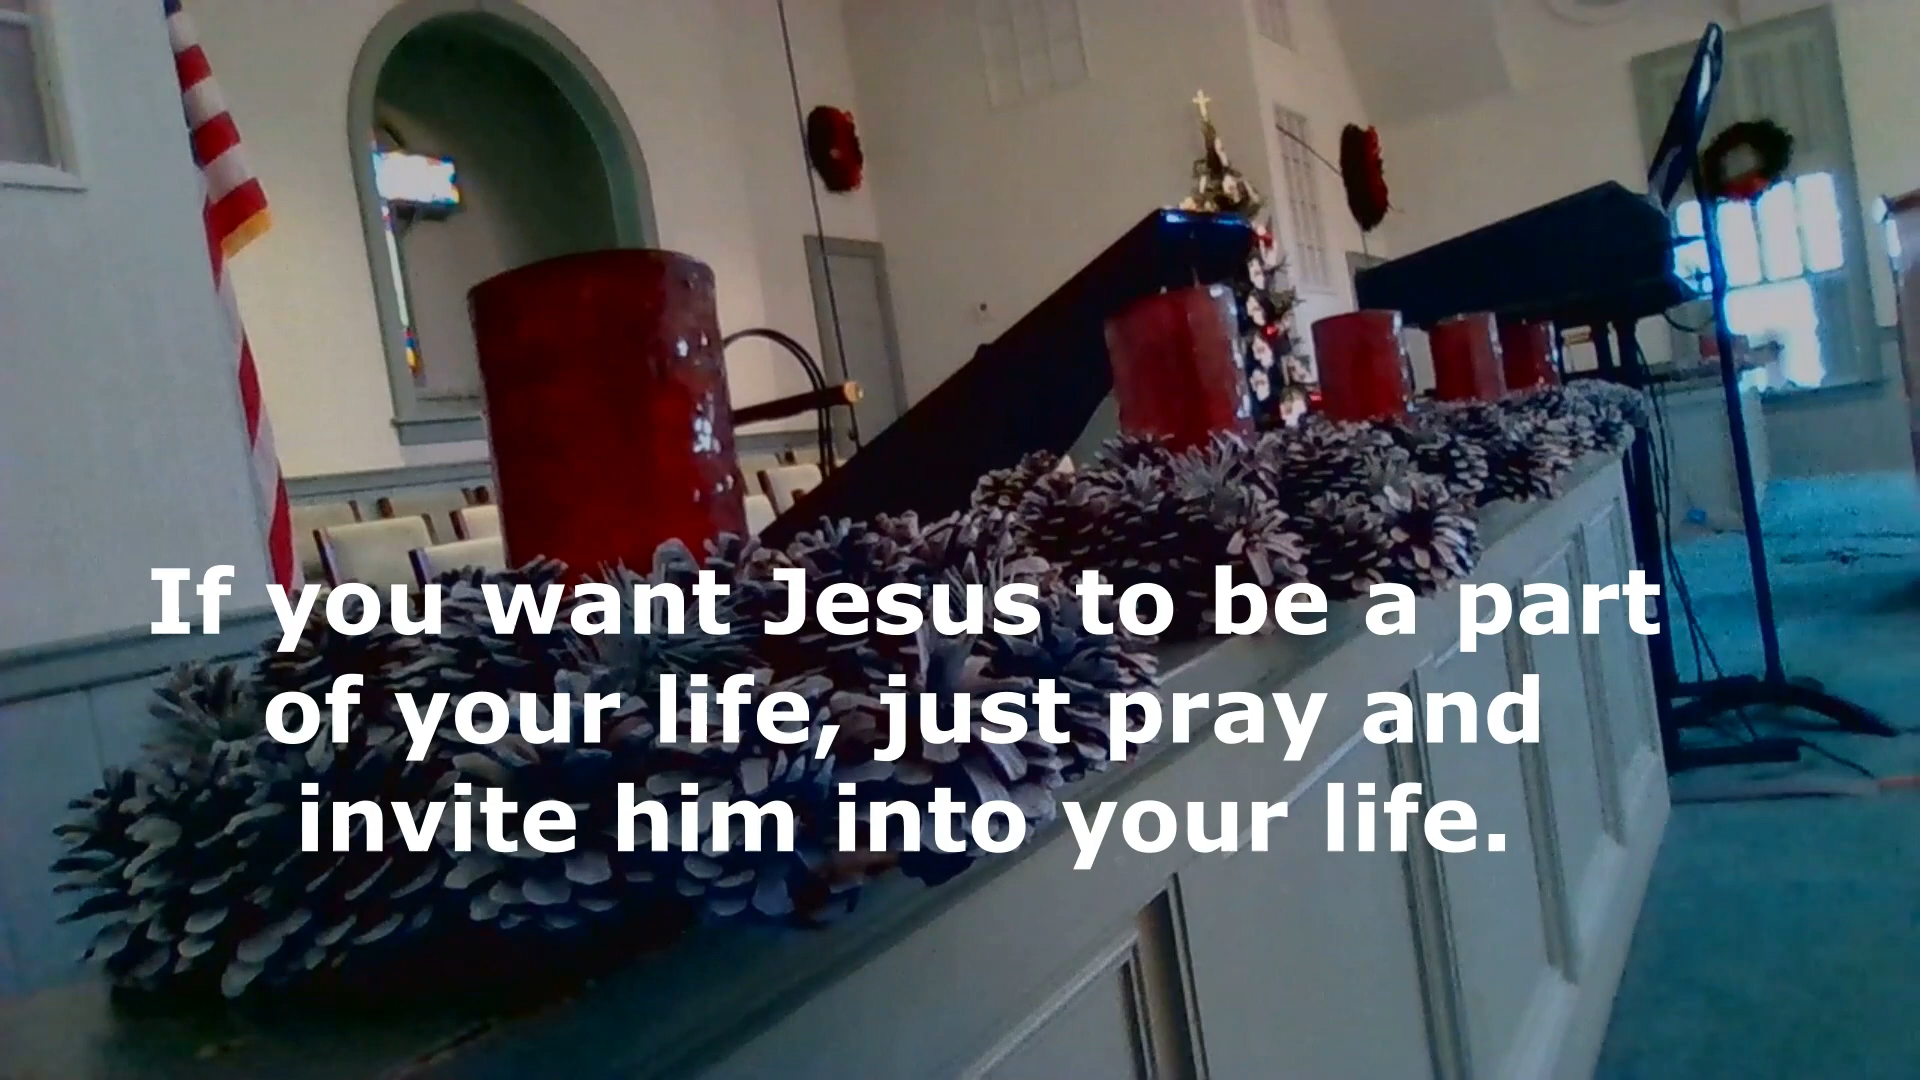 If you want Jesus to be a part
of your life, just pray and
invite him into your life.